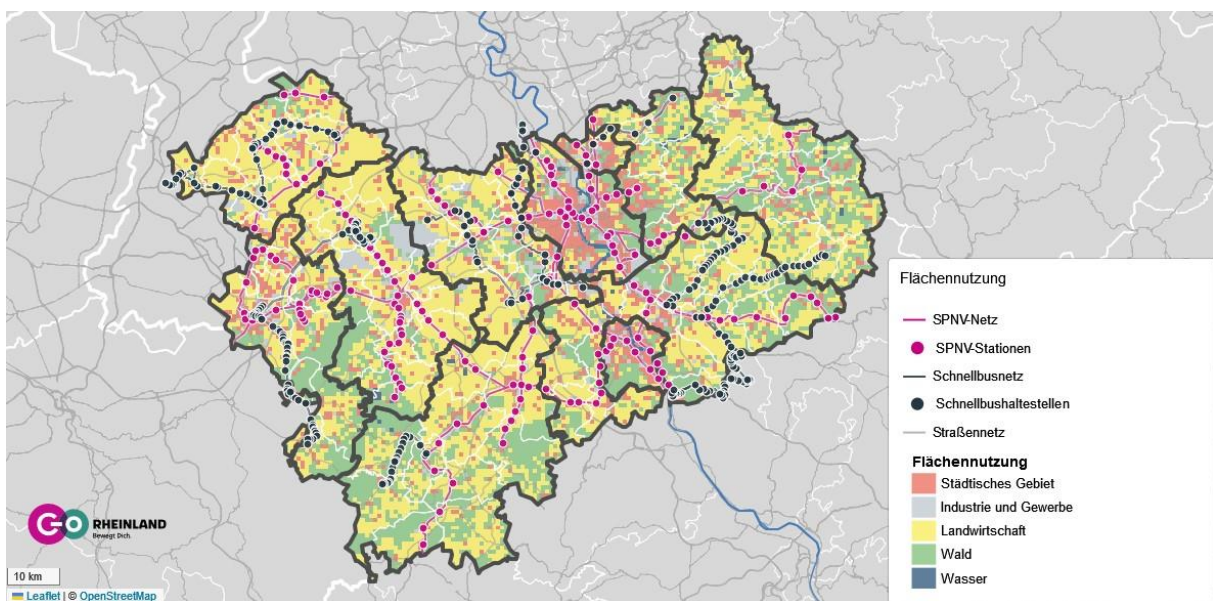 Flächennutzung
SPNV-Netz
SPNV-Stationen
Schnellbusnetz
Schnellbushaltestellen
Straßennetz
Flächennutzung
Städtisches Gebiet
Industrie und Gewerbe
Landwirtschaft
Wald
Wasser
GO RHEINLAND
Bewegt Dich.
10 km
Leaflet | © OpenStreetMap